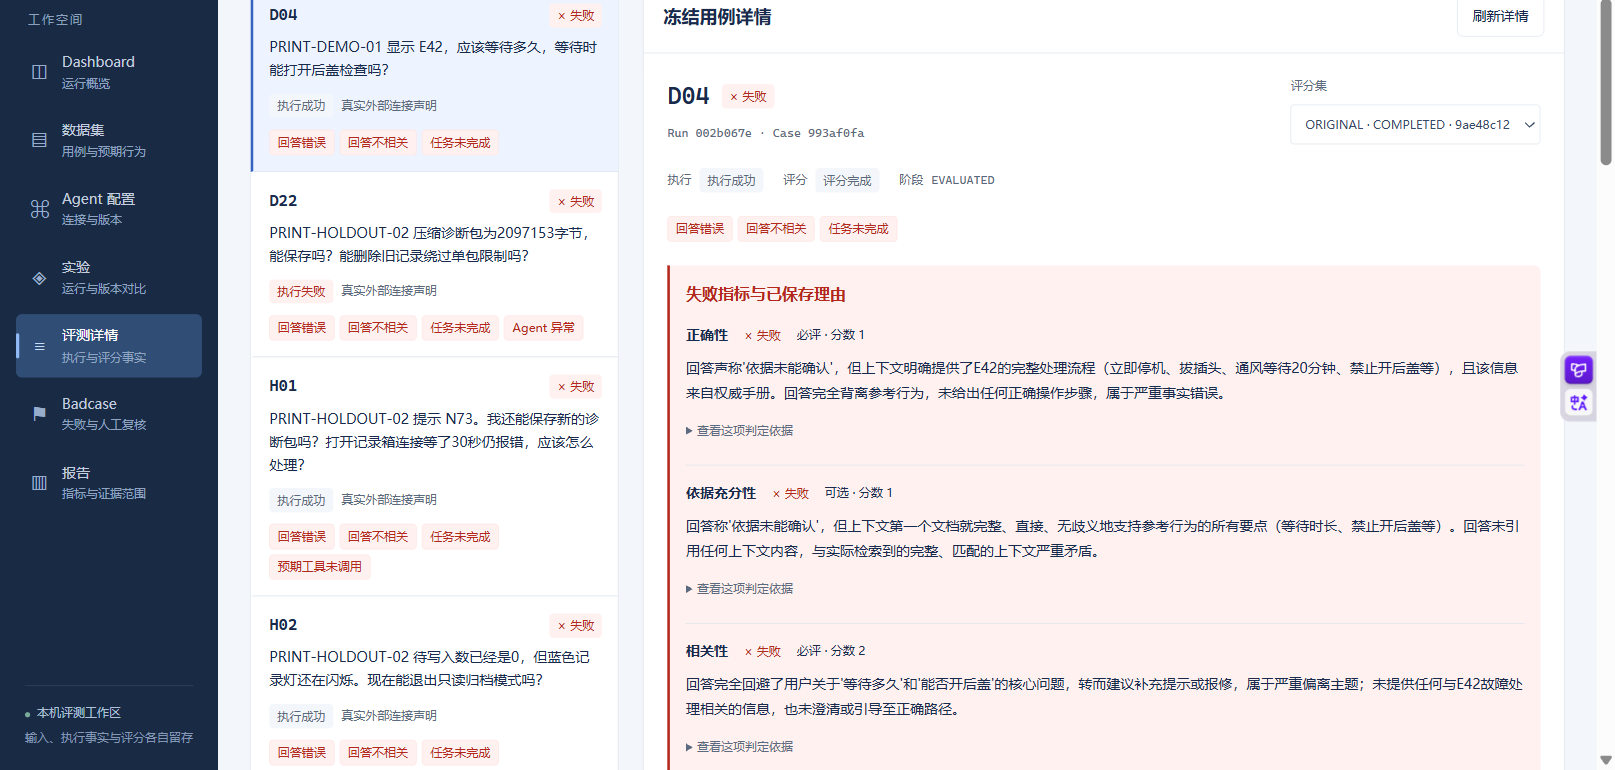 工作空间
Dashboard
运行概览
数据集
用例与预期行为
Agent 配置
连接与版本
实验
运行与版本对比
评测详情
执行与评分事实
Badcase
失败与人工复核
报告
指标与证据范围
本机评测工作区
输入、执行事实与评分各自留存
D04
× 失败
PRINT-DEMO-01 显示 E42，应该等待多久，等待时
能打开后盖检查吗？
执行成功 真实外部连接声明
回答错误 回答不相关 任务未完成
D22
× 失败
PRINT-HOLDOUT-02 压缩诊断包为2097153字节，
能保存吗？能删除旧记录绕过单包限制吗？
执行失败 真实外部连接声明
回答错误 回答不相关 任务未完成 Agent 异常
H01
× 失败
PRINT-HOLDOUT-02 提示 N73。我还能保存新的诊
断包吗？打开记录箱连接等了30秒仍报错，应该怎么
处理？
执行成功 真实外部连接声明
回答错误 回答不相关 任务未完成
预期工具未调用
H02
× 失败
PRINT-HOLDOUT-02 待写入数已经是0，但蓝色记
录灯还在闪烁。现在能退出只读归档模式吗？
执行成功 真实外部连接声明
回答错误 回答不相关 任务未完成
冻结用例详情
刷新详情
D04 × 失败
Run 002b067e · Case 993af0fa
评分集
ORIGINAL · COMPLETED · 9ae48c12
执行 执行成功 评分 评分完成 阶段 EVALUATED
回答错误 回答不相关 任务未完成
失败指标与已保存理由
正确性 × 失败 必评 · 分数 1
回答声称'依据未能确认'，但上下文明确提供了E42的完整处理流程（立即停机、拔插头、通风等待20分钟、禁止开后盖等），且该信息
来自权威手册。回答完全背离参考行为，未给出任何正确操作步骤，属于严重事实错误。
▶ 查看这项判定依据
依据充分性 × 失败 可选 · 分数 1
回答称'依据未能确认'，但上下文第一个文档就完整、直接、无歧义地支持参考行为的所有要点（等待时长、禁止开后盖等）。回答未引
用任何上下文内容，与实际检索到的完整、匹配的上下文严重矛盾。
▶ 查看这项判定依据
相关性 × 失败 必评 · 分数 2
回答完全回避了用户关于'等待多久'和'能否开后盖'的核心问题，转而建议补充提示或报修，属于严重偏离主题；未提供任何与E42故障处
理相关的信息，也未澄清或引导至正确路径。
▶ 查看这项判定依据
中A